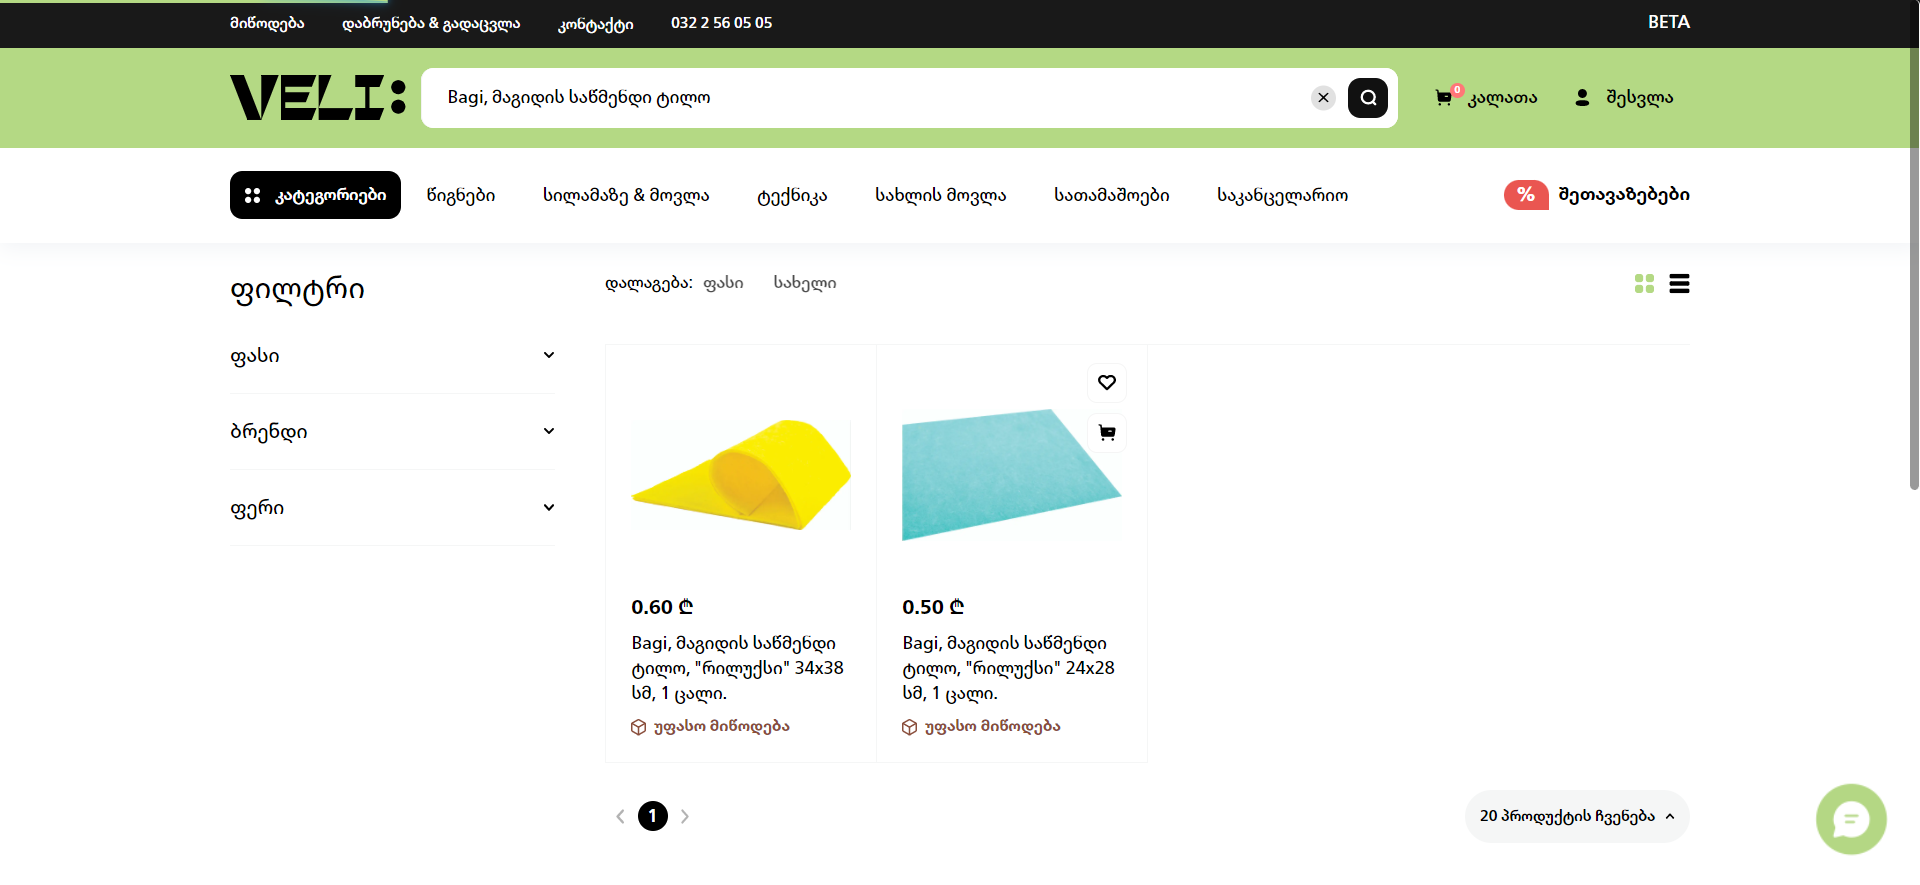 მიწოდება დაბრუნება & გადაცვლა კონტაქტი 032 2 56 05 05 BETA
VELI: Bagi, მაგიდის საწმენდი ტილო 0 კალათა შესვლა
კატეგორიები წიგნები სილამაზე & მოვლა ტექნიკა სახლის მოვლა სათამაშოები საკანცელარიო % შეთავაზებები
ფილტრი
დალაგება: ფასი სახელი
ფასი
ბრენდი
ფერი
0.60 ₾
Bagi, მაგიდის საწმენდი
ტილო, "რილუქსი" 34x38
სმ, 1 ცალი.
უფასო მიწოდება
0.50 ₾
Bagi, მაგიდის საწმენდი
ტილო, "რილუქსი" 24x28
სმ, 1 ცალი.
უფასო მიწოდება
1
20 პროდუქტის ჩვენება